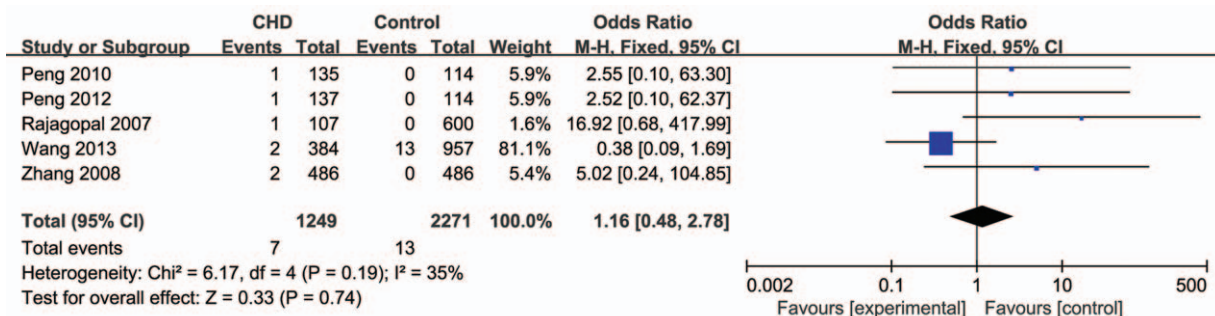 CHD Control Odds Ratio Odds Ratio
Study or Subgroup Events Total Events Total Weight M-H, Fixed, 95% CI M-H, Fixed, 95% CI
Peng 2010 1 135 0 114 5.9% 2.55 [0.10, 63.30]
Peng 2012 1 137 0 114 5.9% 2.52 [0.10, 62.37]
Rajagopal 2007 1 107 0 600 1.6% 16.92 [0.68, 417.99]
Wang 2013 2 384 13 957 81.1% 0.38 [0.09, 1.69]
Zhang 2008 2 486 0 486 5.4% 5.02 [0.24, 104.85]
Total (95% CI) 1249 2271 100.0% 1.16 [0.48, 2.78]
Total events 7 13
Heterogeneity: Chi² = 6.17, df = 4 (P = 0.19); I² = 35%
Test for overall effect: Z = 0.33 (P = 0.74)
0.002 0.1 1 10 500
Favours [experimental] Favours [control]